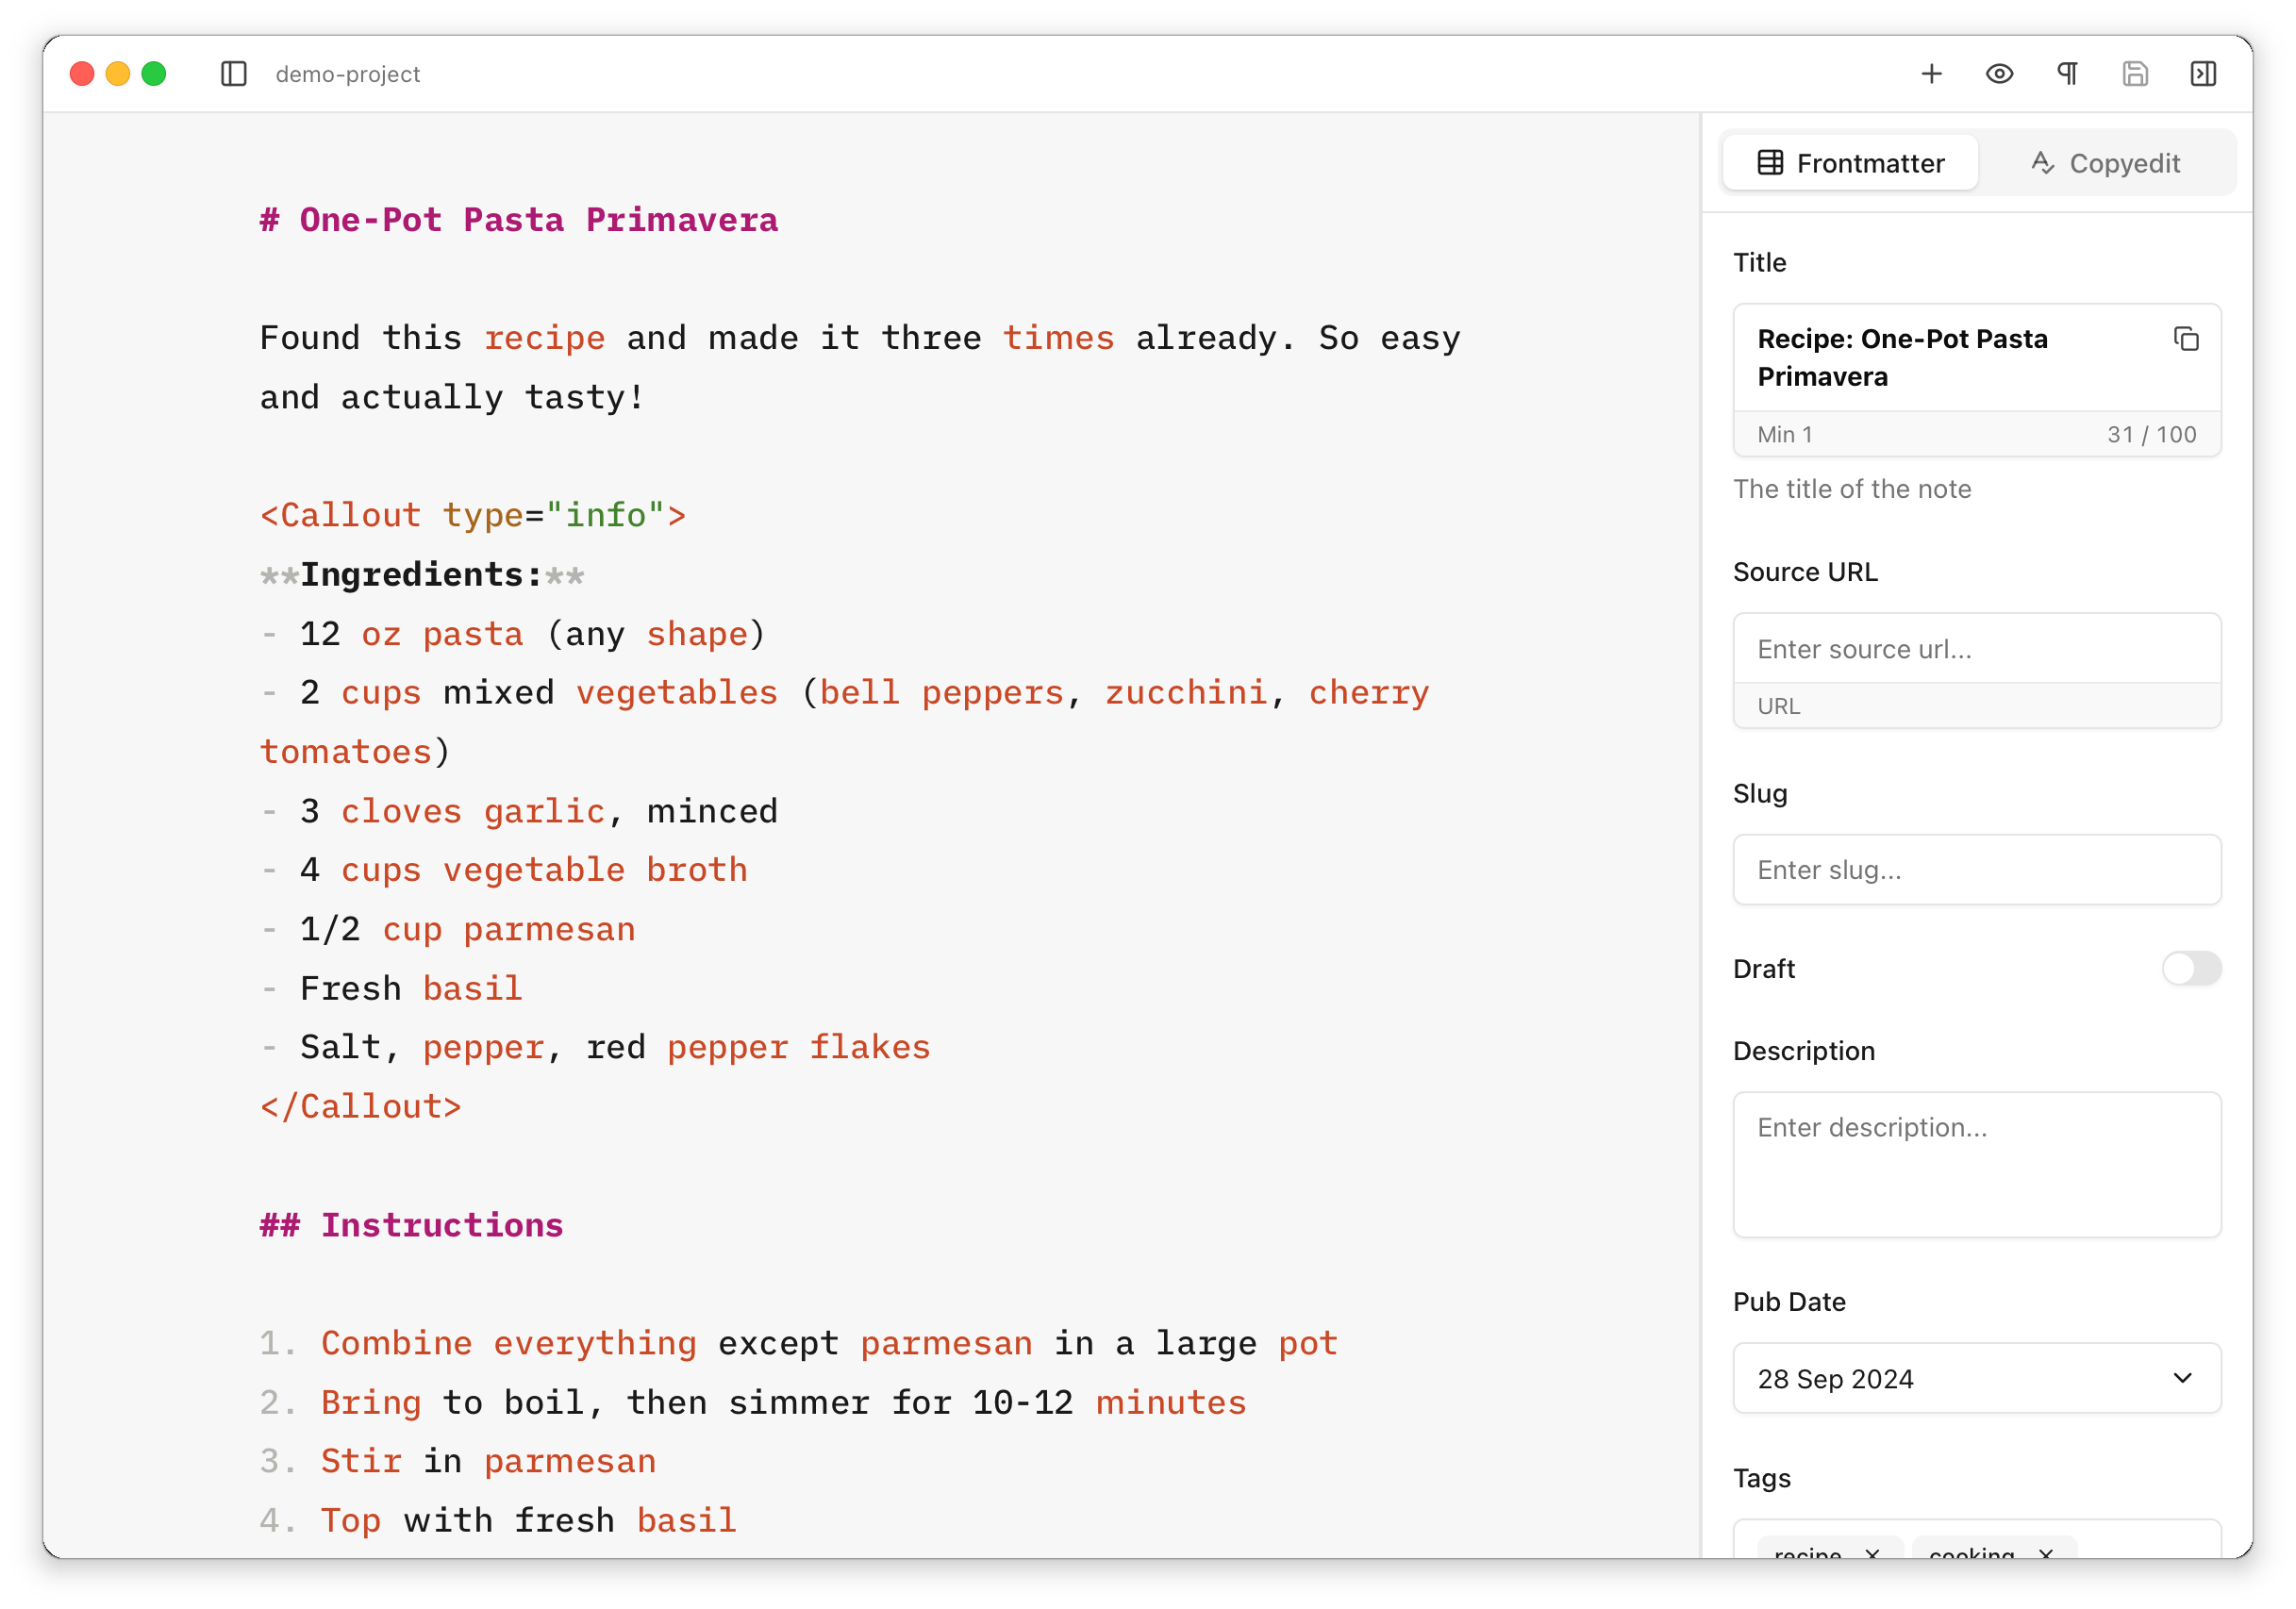 demo-project
# One-Pot Pasta Primavera
Found this recipe and made it three times already. So easy
and actually tasty!
<Callout type="info">
**Ingredients:**
- 12 oz pasta (any shape)
- 2 cups mixed vegetables (bell peppers, zucchini, cherry
tomatoes)
- 3 cloves garlic, minced
- 4 cups vegetable broth
- 1/2 cup parmesan
- Fresh basil
- Salt, pepper, red pepper flakes
</Callout>
## Instructions
1. Combine everything except parmesan in a large pot
2. Bring to boil, then simmer for 10-12 minutes
3. Stir in parmesan
4. Top with fresh basil
Frontmatter
Copyedit
Title
Recipe: One-Pot Pasta
Primavera
Min 1
31 / 100
The title of the note
Source URL
Enter source url...
URL
Slug
Enter slug...
Draft
Description
Enter description...
Pub Date
28 Sep 2024
Tags
recipe
cooking